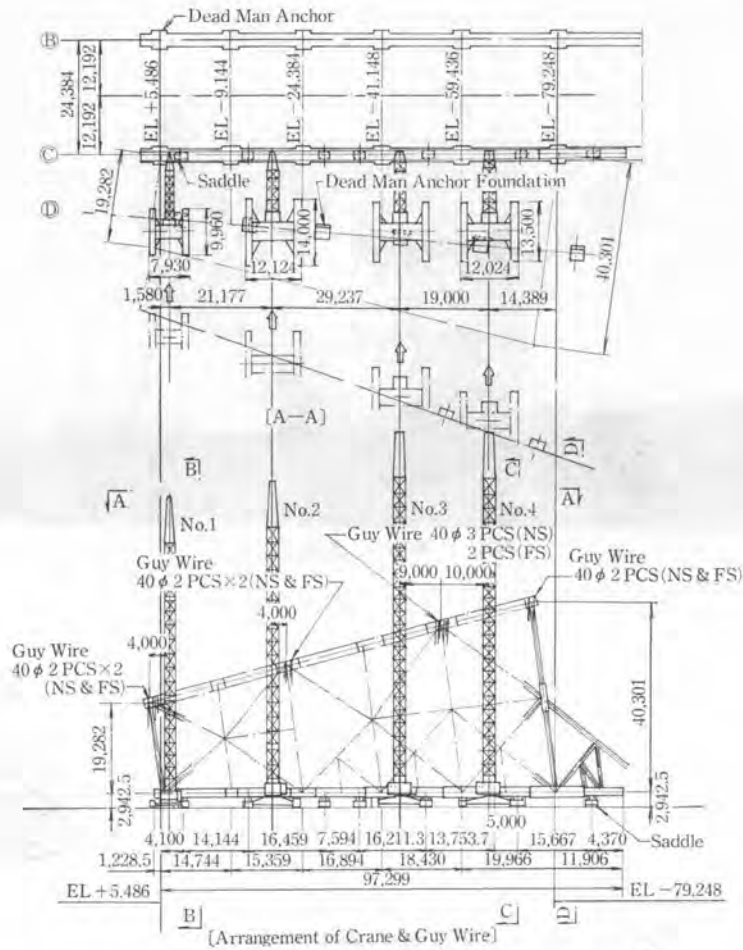 Dead Man Anchor
Ⓑ
24,384
12,192
12,192
EL+5.486
EL-9.144
EL-24.384
EL-41.148
EL-59.436
EL-79.248
Ⓒ
Saddle
Dead Man Anchor Foundation
19,282
Ⓓ
9,960
14,000
13,500
40,301
7,930
12,124
12,024
1,580
21,177
29,237
19,000
14,389
[A-A]
B
C
D
A
A
No.1
No.2
No.3
No.4
Guy Wire 40φ3 PCS(NS)
2 PCS(FS)
Guy Wire
40φ2 PCS×2(NS & FS)
9,000
10,000
Guy Wire
40φ2 PCS(NS & FS)
4,000
4,000
Guy Wire
40φ2 PCS×2
(NS & FS)
19,282
40,301
2,942.5
2,942.5
5,000
Saddle
4,100
14,144
16,459
7,594
16,211.3
13,753.7
15,667
4,370
1,228.5
14,744
15,359
16,894
18,430
19,966
11,906
97,299
EL+5.486
EL-79.248
B
C
D
[Arrangement of Crane & Guy Wire]